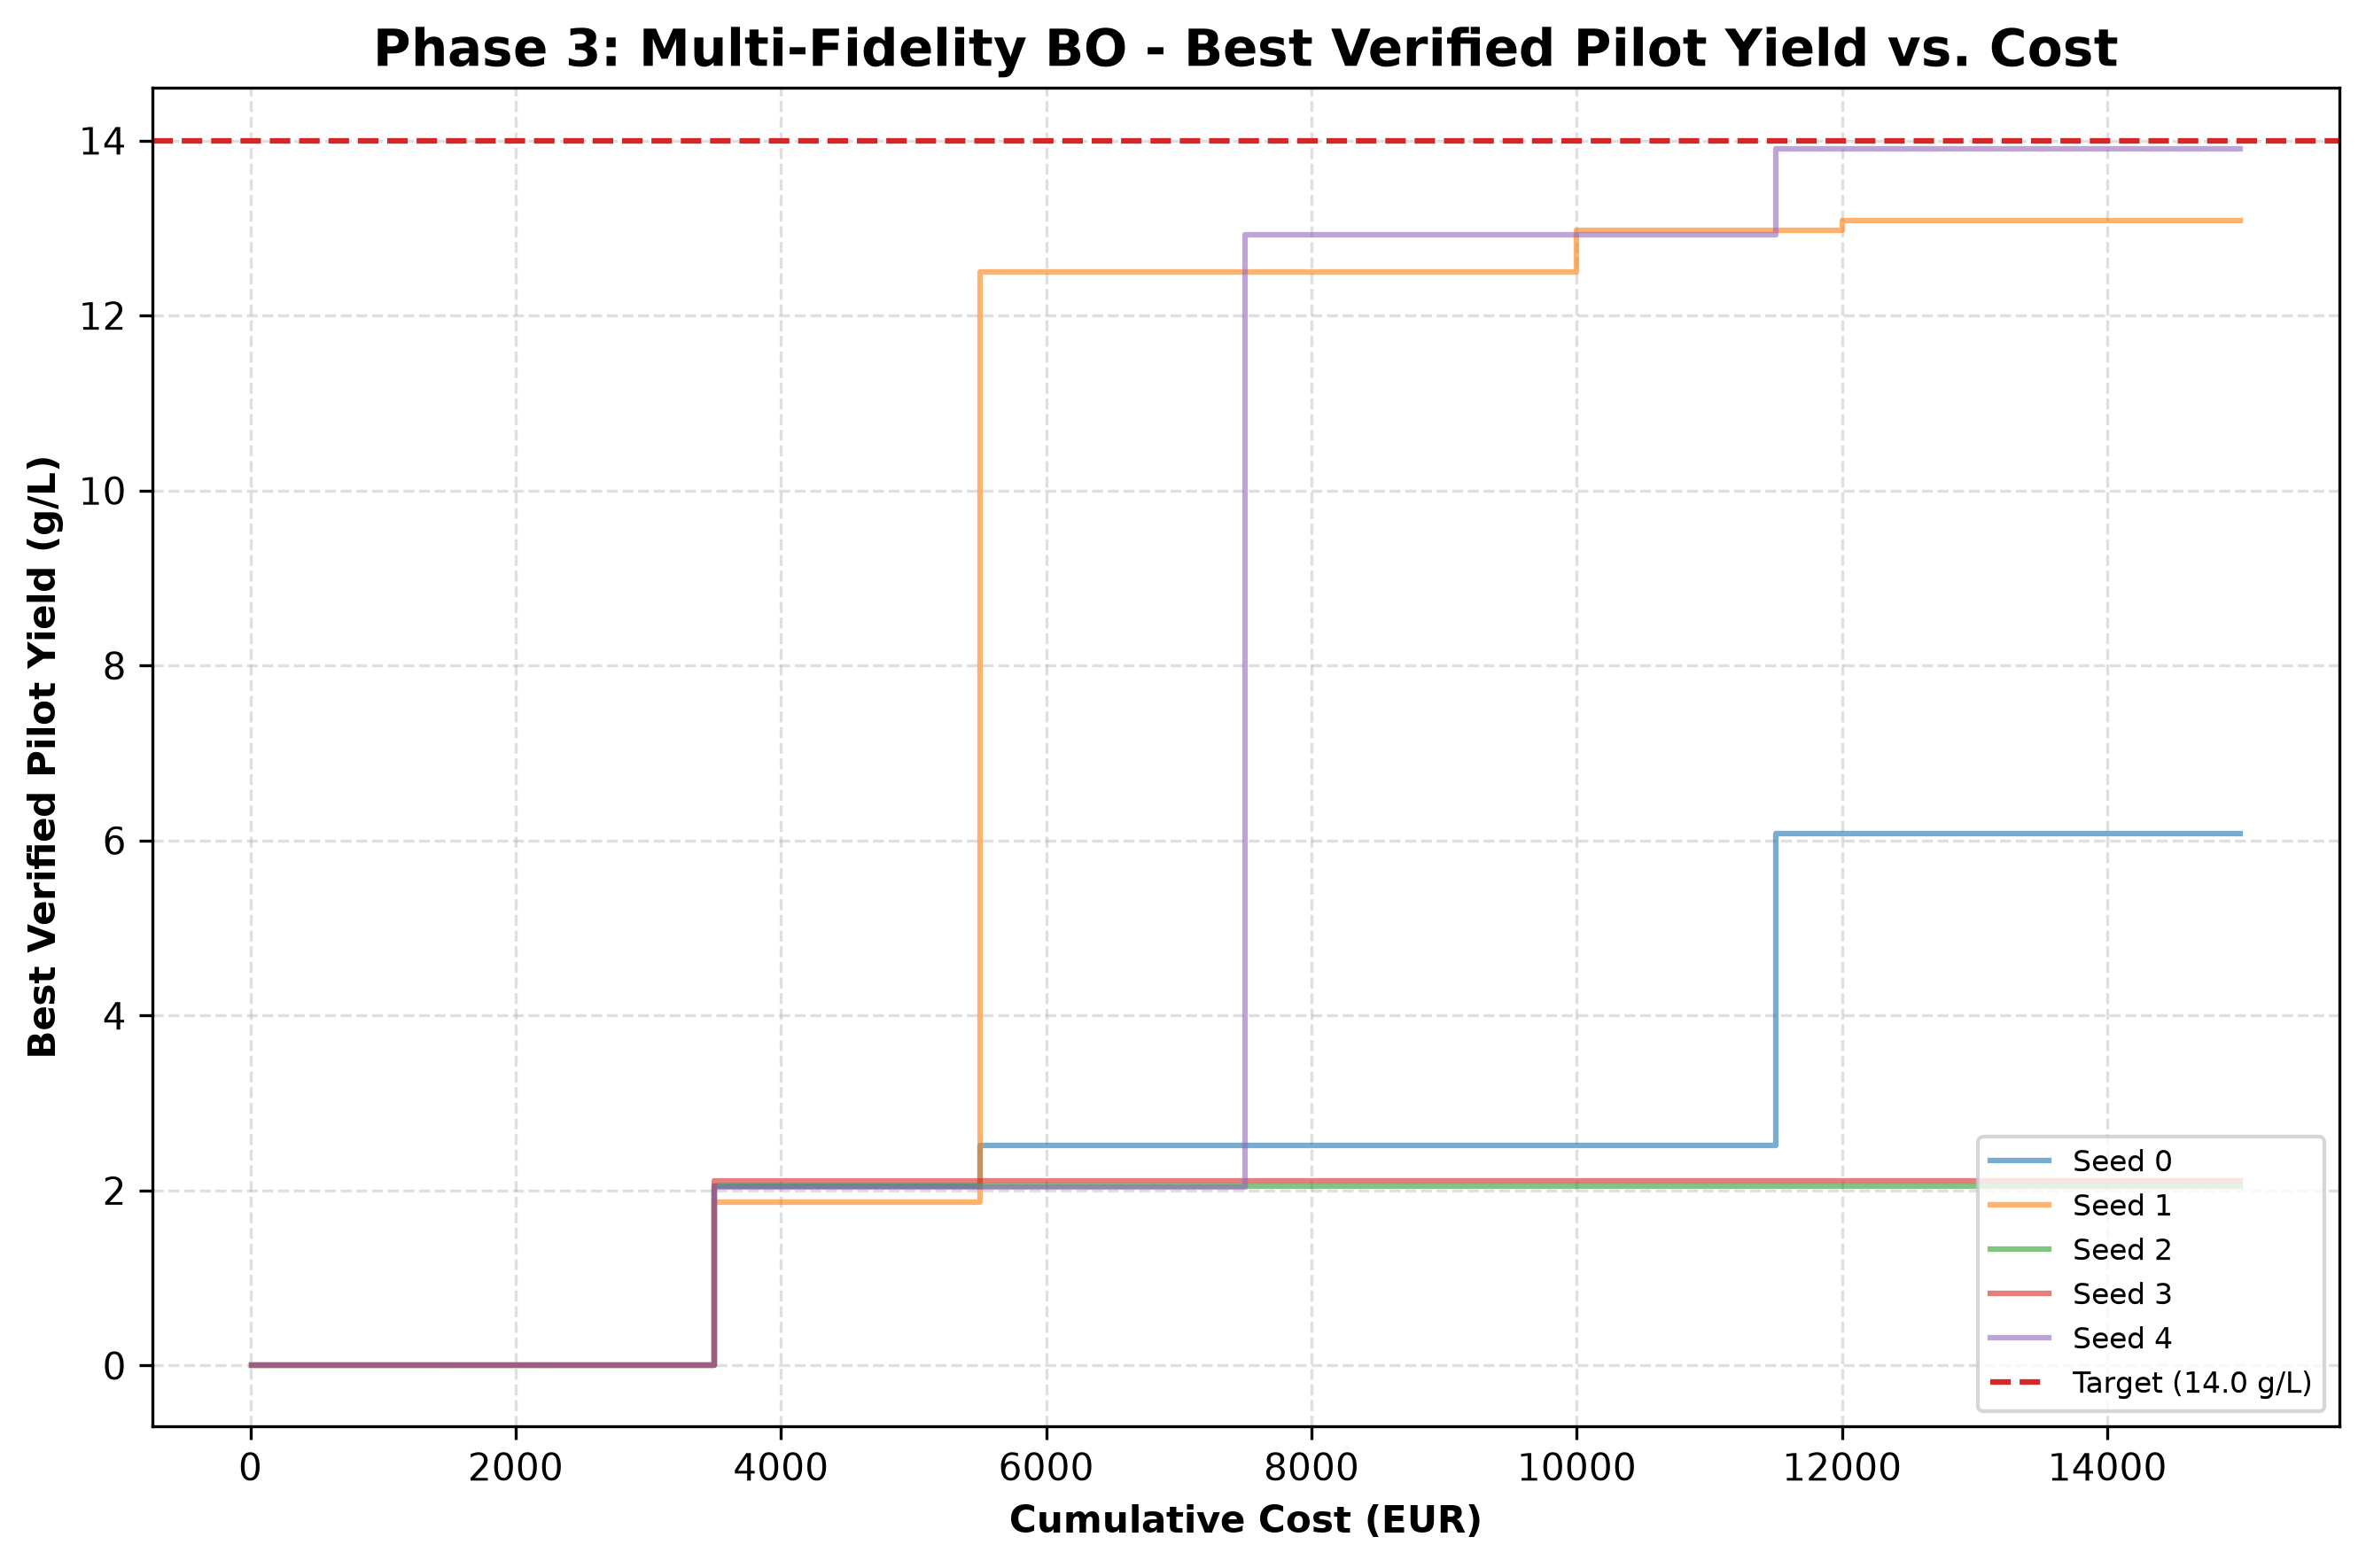 Phase 3: Multi-Fidelity BO - Best Verified Pilot Yield vs. Cost
Best Verified Pilot Yield (g/L)
14
12
10
8
6
4
2
0
Seed 0
Seed 1
Seed 2
Seed 3
Seed 4
Target (14.0 g/L)
0 2000 4000 6000 8000 10000 12000 14000
Cumulative Cost (EUR)